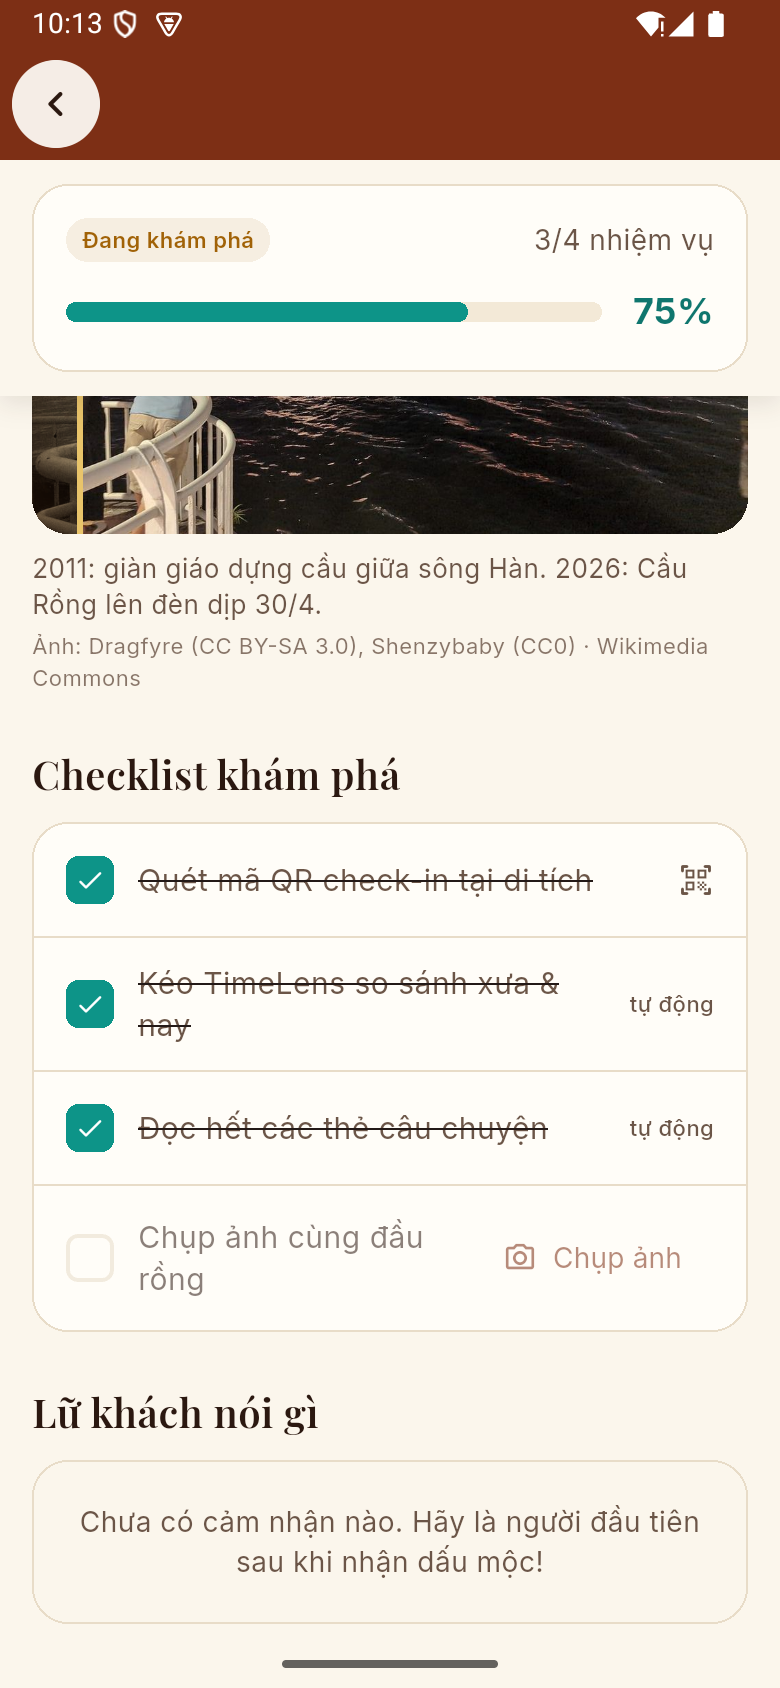 10:13
Đang khám phá
3/4 nhiệm vụ
75%
2011: giàn giáo dựng cầu giữa sông Hàn. 2026: Cầu
Rồng lên đèn dịp 30/4.
Ảnh: Dragfyre (CC BY-SA 3.0), Shenzybaby (CC0) · Wikimedia
Commons
Checklist khám phá
Quét mã QR check-in tại di tích
Kéo TimeLens so sánh xưa &
nay
tự động
Đọc hết các thẻ câu chuyện
tự động
Chụp ảnh cùng đầu
rồng
Chụp ảnh
Lữ khách nói gì
Chưa có cảm nhận nào. Hãy là người đầu tiên
sau khi nhận dấu mộc!